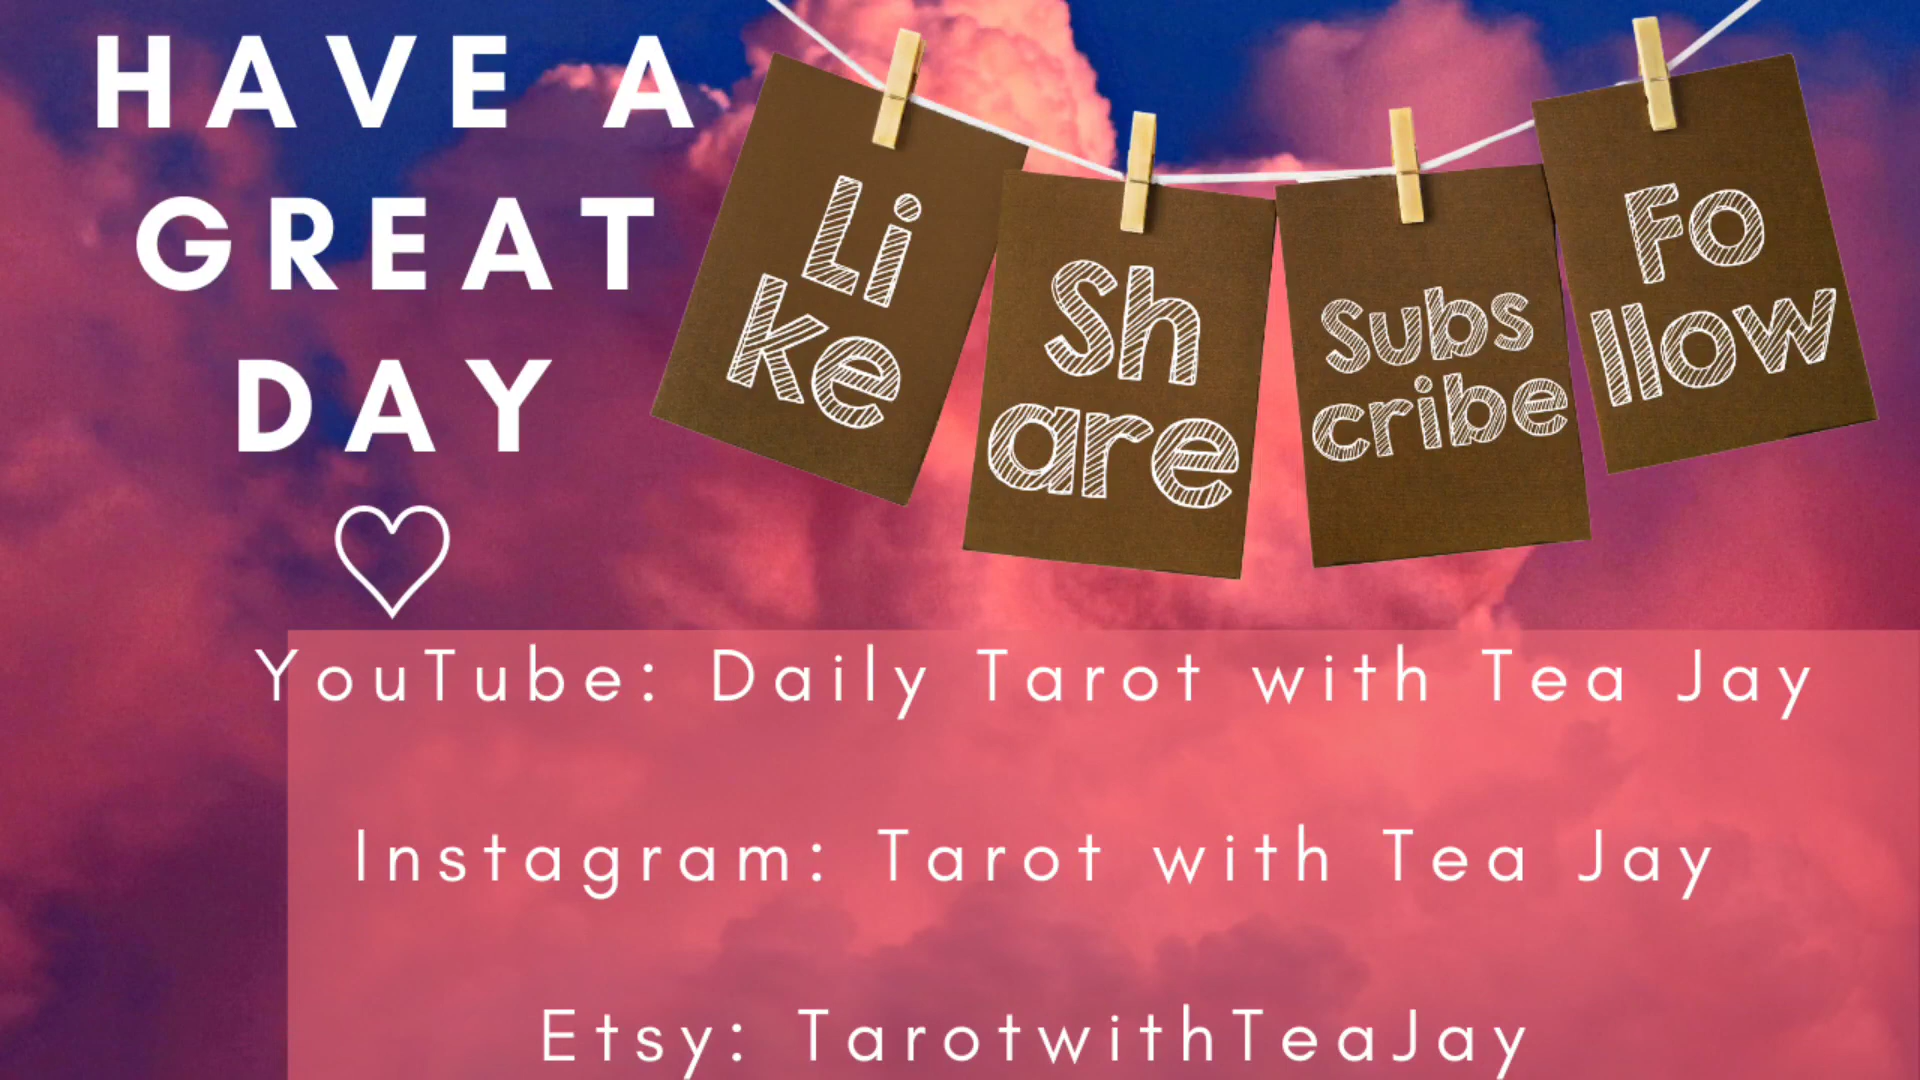 HAVE A
GREAT
DAY
Li
ke
Sh
are
Subs
cribe
Fo
llow
YouTube: Daily Tarot with Tea Jay
Instagram: Tarot with Tea Jay
Etsy: TarotwithTeaJay